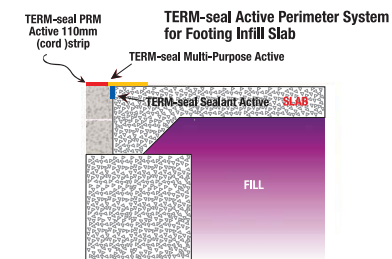 TERM-seal PRM
Active 110mm
(cord )strip
TERM-seal Active Perimeter System
for Footing Infill Slab
TERM-seal Multi-Purpose Active
TERM-seal Sealant Active SLAB
FILL